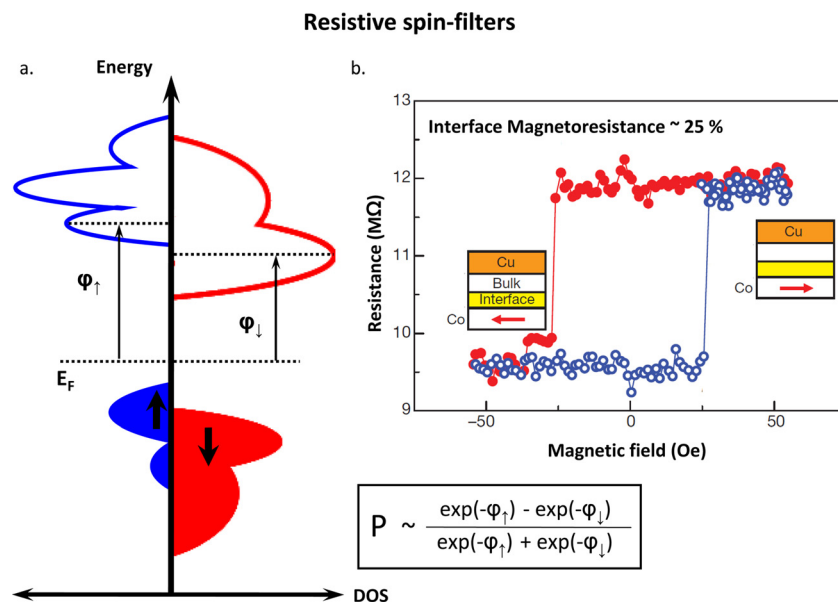 Resistive spin-filters
a.
Energy
φ↑
φ↓
E_F
DOS
b.
Interface Magnetoresistance ~ 25 %
13
12
11
10
9
Resistance (MΩ)
Cu
Bulk
Interface
Co
Cu
Co
−50
0
50
Magnetic field (Oe)
P ~ exp(-φ↑) - exp(-φ↓)
exp(-φ↑) + exp(-φ↓)